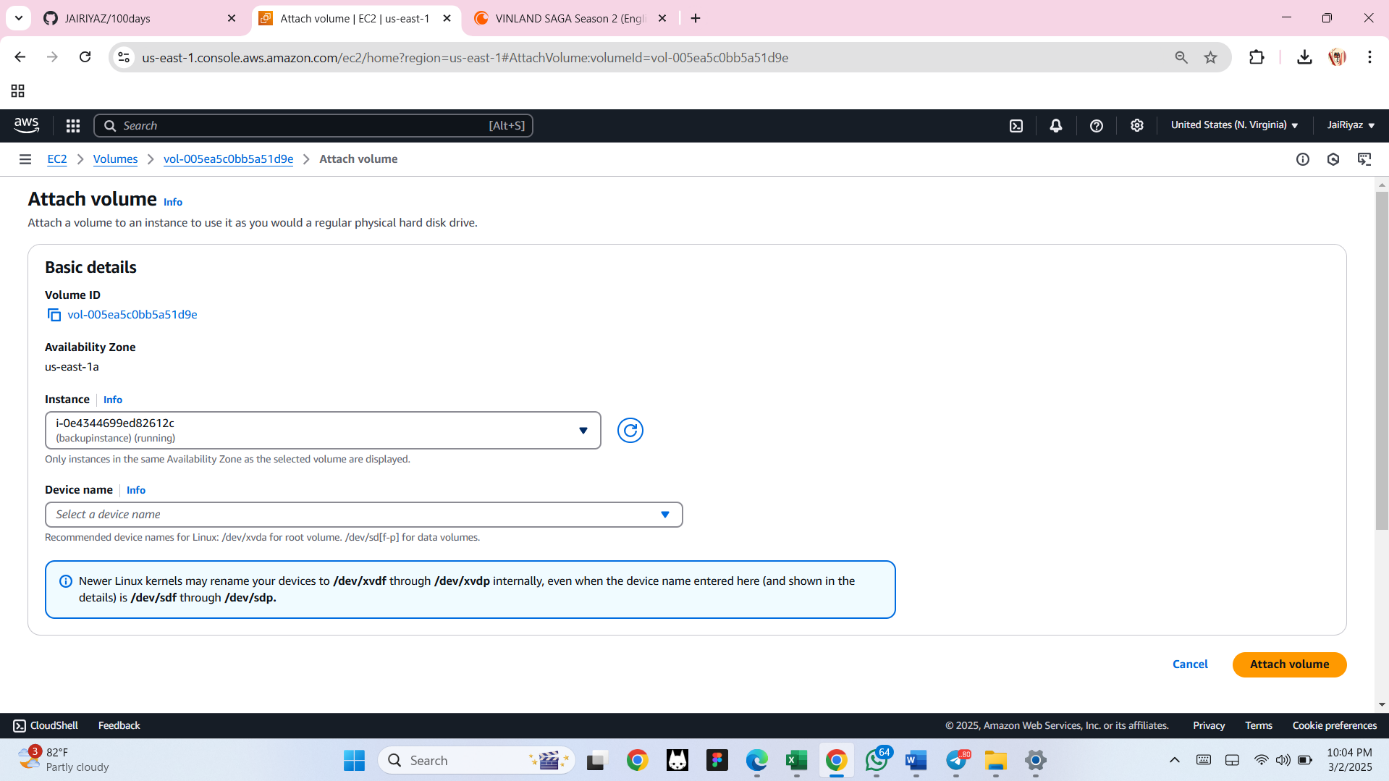 JAIRIYAZ/100days
Attach volume | EC2 | us-east-1
VINLAND SAGA Season 2 (Engl
us-east-1.console.aws.amazon.com/ec2/home?region=us-east-1#AttachVolume:volumeId=vol-005ea5c0bb5a51d9e
aws
Search
[Alt+S]
United States (N. Virginia)
JaiRiyaz
EC2
Volumes
vol-005ea5c0bb5a51d9e
Attach volume
Attach volume Info
Attach a volume to an instance to use it as you would a regular physical hard disk drive.
Basic details
Volume ID
vol-005ea5c0bb5a51d9e
Availability Zone
us-east-1a
Instance Info
i-0e4344699ed82612c
(backupinstance) (running)
Only instances in the same Availability Zone as the selected volume are displayed.
Device name Info
Select a device name
Recommended device names for Linux: /dev/xvda for root volume. /dev/sd[f-p] for data volumes.
Newer Linux kernels may rename your devices to /dev/xvdf through /dev/xvdp internally, even when the device name entered here (and shown in the
details) is /dev/sdf through /dev/sdp.
Cancel
Attach volume
CloudShell
Feedback
© 2025, Amazon Web Services, Inc. or its affiliates.
Privacy
Terms
Cookie preferences
3
82°F
Partly cloudy
Search
64
80
10:04 PM
3/2/2025